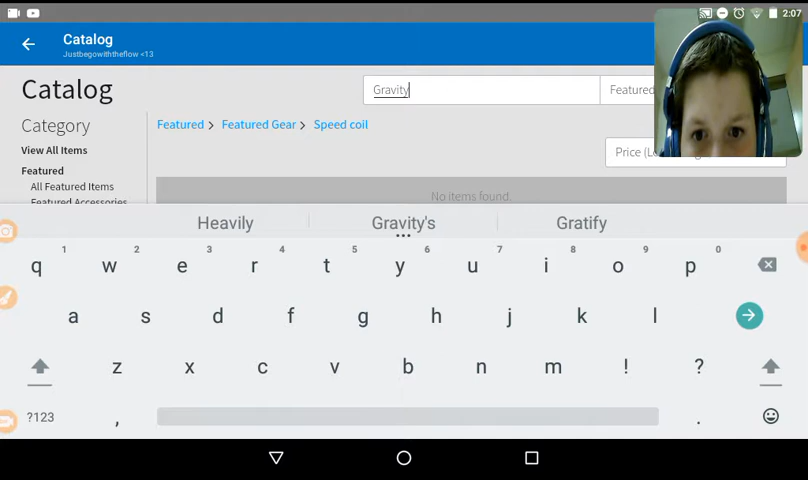 2:07
Catalog
Justbegowiththeflow <13
Catalog
Gravity
Featured
Category
Featured > Featured Gear > Speed coil
View All Items
Featured
All Featured Items
Featured Accessories
No items found.
Heavily Gravity's Gratify
1 2 3 4 5 6 7 8 9 0
q w e r t y u i o p
a s d f g h j k l
z x c v b n m ! ?
?123 , .